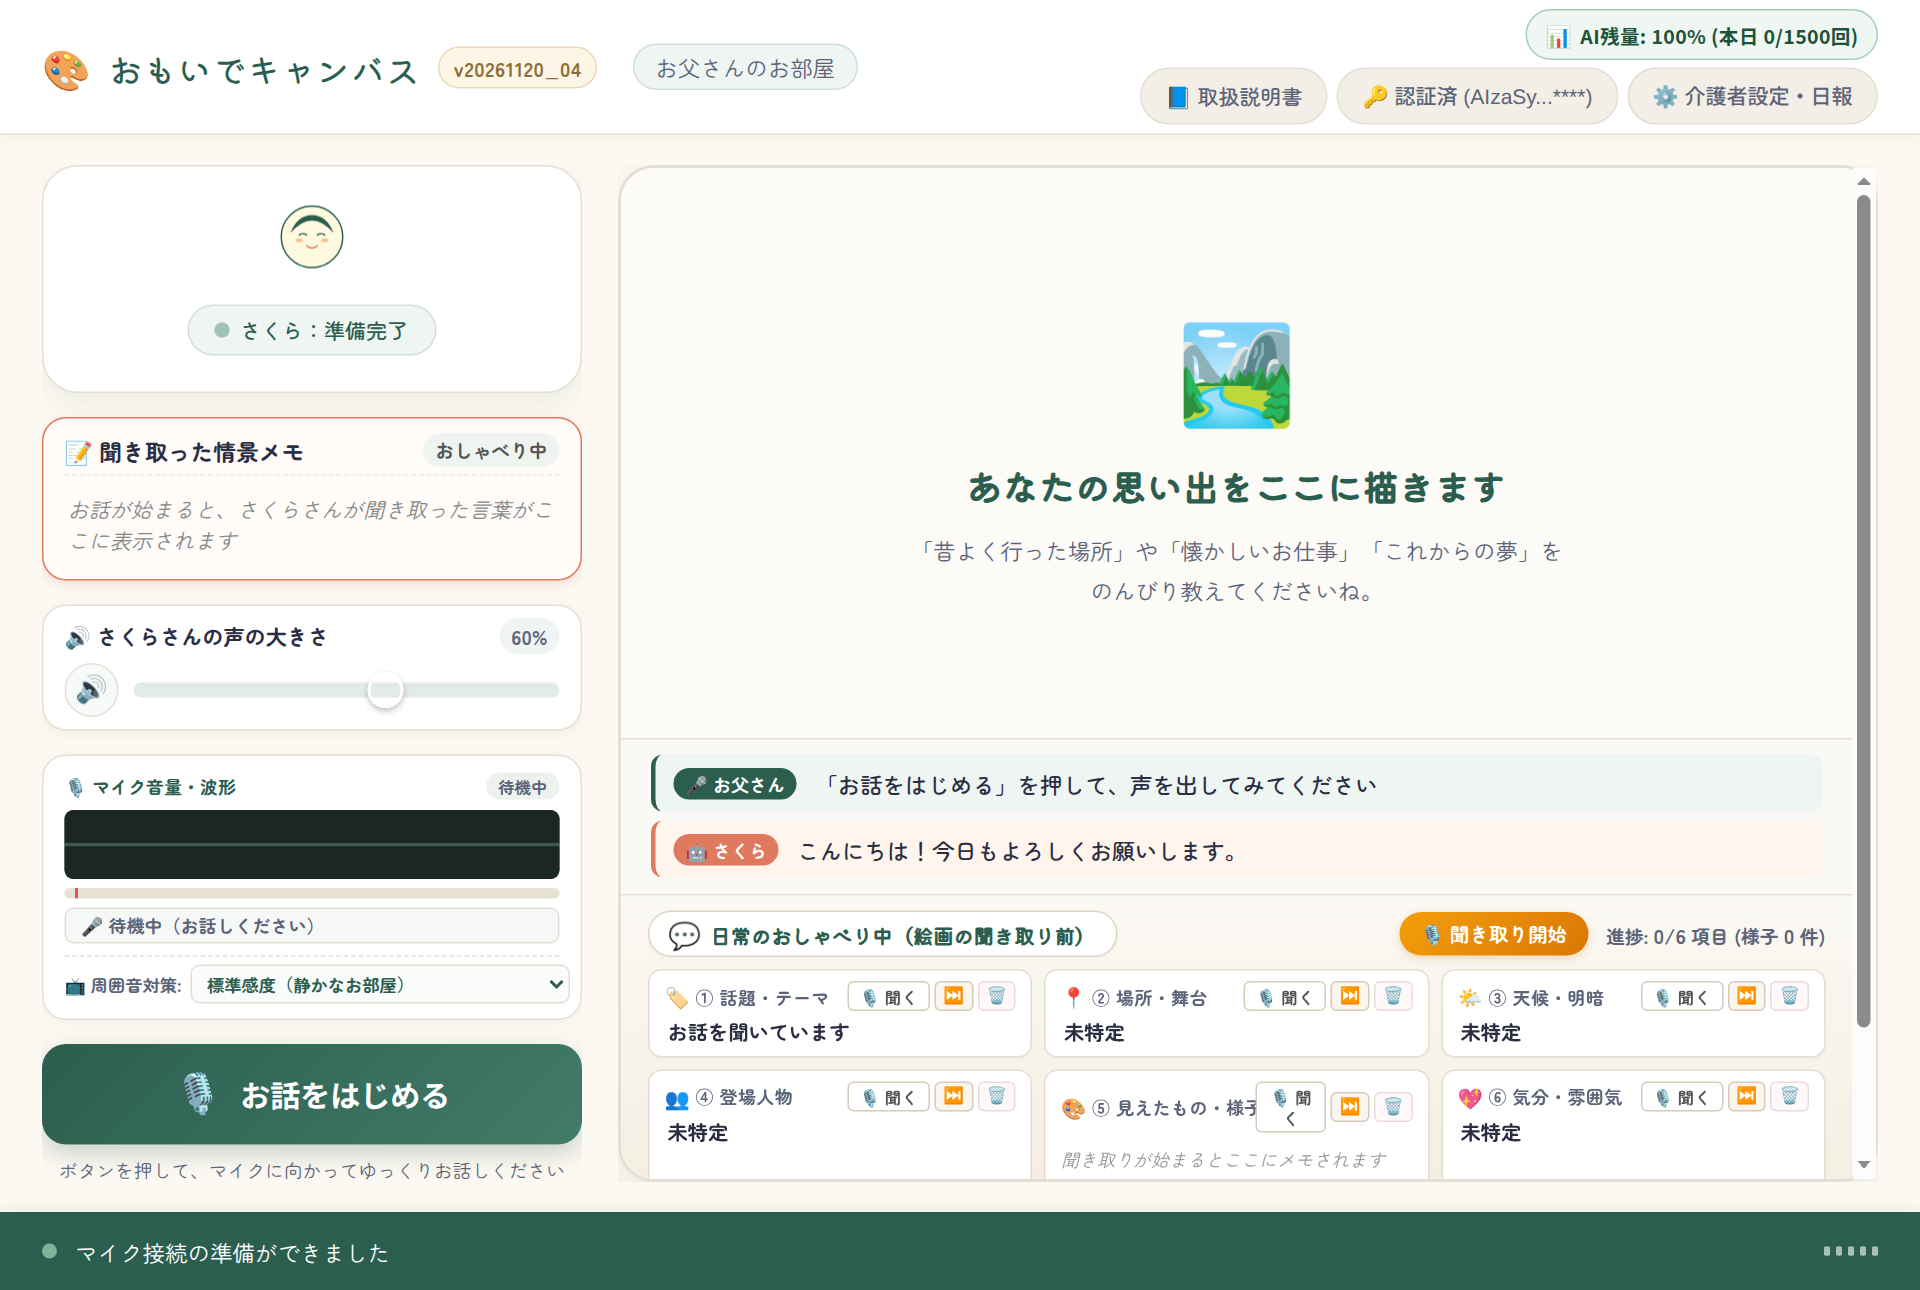 おもいでキャンバス
v20261120_04
お父さんのお部屋
AI残量: 100% (本日 0/1500回)
取扱説明書
認証済 (AIzaSy...****)
介護者設定・日報
さくら：準備完了
聞き取った情景メモ
おしゃべり中
お話が始まると、さくらさんが聞き取った言葉がこ
こに表示されます
さくらさんの声の大きさ
60%
マイク音量・波形
待機中
待機中（お話しください）
周囲音対策:
標準感度（静かなお部屋）
お話をはじめる
ボタンを押して、マイクに向かってゆっくりお話しください
あなたの思い出をここに描きます
「昔よく行った場所」や「懐かしいお仕事」「これからの夢」を
のんびり教えてくださいね。
お父さん
「お話をはじめる」を押して、声を出してみてください
さくら
こんにちは！今日もよろしくお願いします。
日常のおしゃべり中（絵画の聞き取り前）
聞き取り開始
進捗: 0/6 項目 (様子 0 件)
① 話題・テーマ
聞く
お話を聞いています
② 場所・舞台
聞く
未特定
③ 天候・明暗
聞く
未特定
④ 登場人物
聞く
未特定
⑤ 見えたもの・様子
聞
く
聞き取りが始まるとここにメモされます
⑥ 気分・雰囲気
聞く
未特定
マイク接続の準備ができました